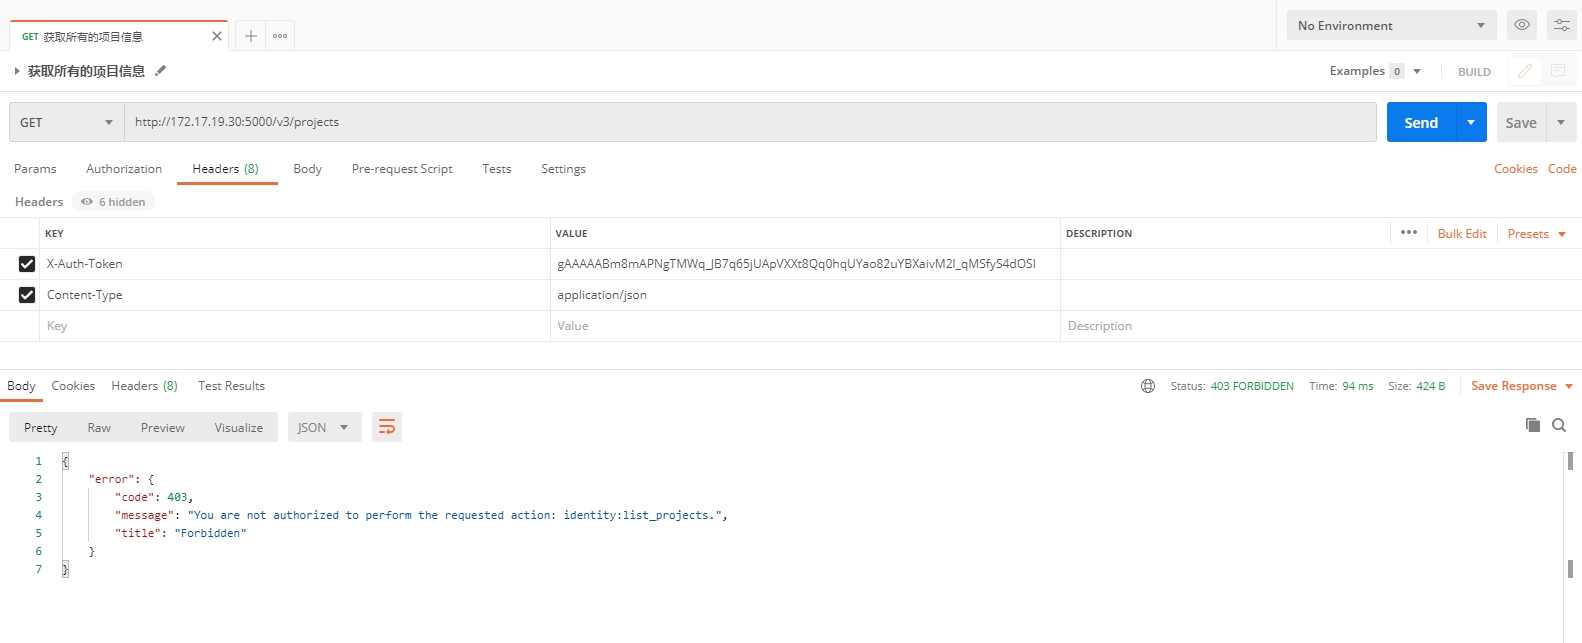 GET 获取所有的项目信息
No Environment
获取所有的项目信息
Examples 0
BUILD
GET
http://172.17.19.30:5000/v3/projects
Send
Save
Params Authorization Headers (8) Body Pre-request Script Tests Settings
Cookies Code
Headers 6 hidden
KEY VALUE DESCRIPTION
Bulk Edit Presets
X-Auth-Token gAAAAABm8mAPNgTMWq_JB7q65jUApVXXt8Qq0hqUYao82uYBXaivM2I_qMSfyS4dOSI
Content-Type application/json
Key Value Description
Body Cookies Headers (8) Test Results
Status: 403 FORBIDDEN Time: 94 ms Size: 424 B Save Response
Pretty Raw Preview Visualize JSON
1 {
2 "error": {
3 "code": 403,
4 "message": "You are not authorized to perform the requested action: identity:list_projects.",
5 "title": "Forbidden"
6 }
7 }